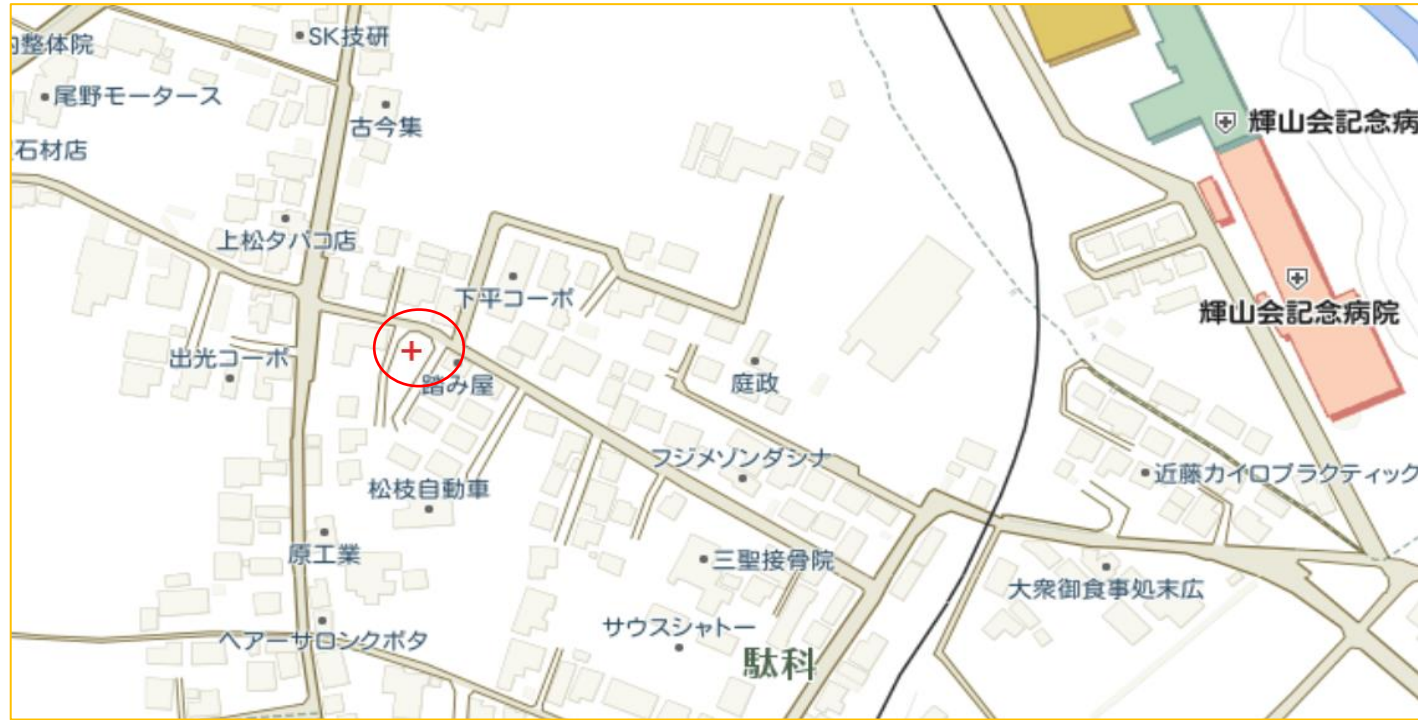 SK技研
内整体院
尾野モータース
古今集
石材店
輝山会記念病
上松タバコ店
下平コーポ
輝山会記念病院
出光コーポ
踏み屋
庭政
フジメゾンダシナ
近藤カイロプラクティック
松枝自動車
原工業
三聖接骨院
大衆御食事処末広
ヘアーサロンクボタ
サウスシャトー
駄科